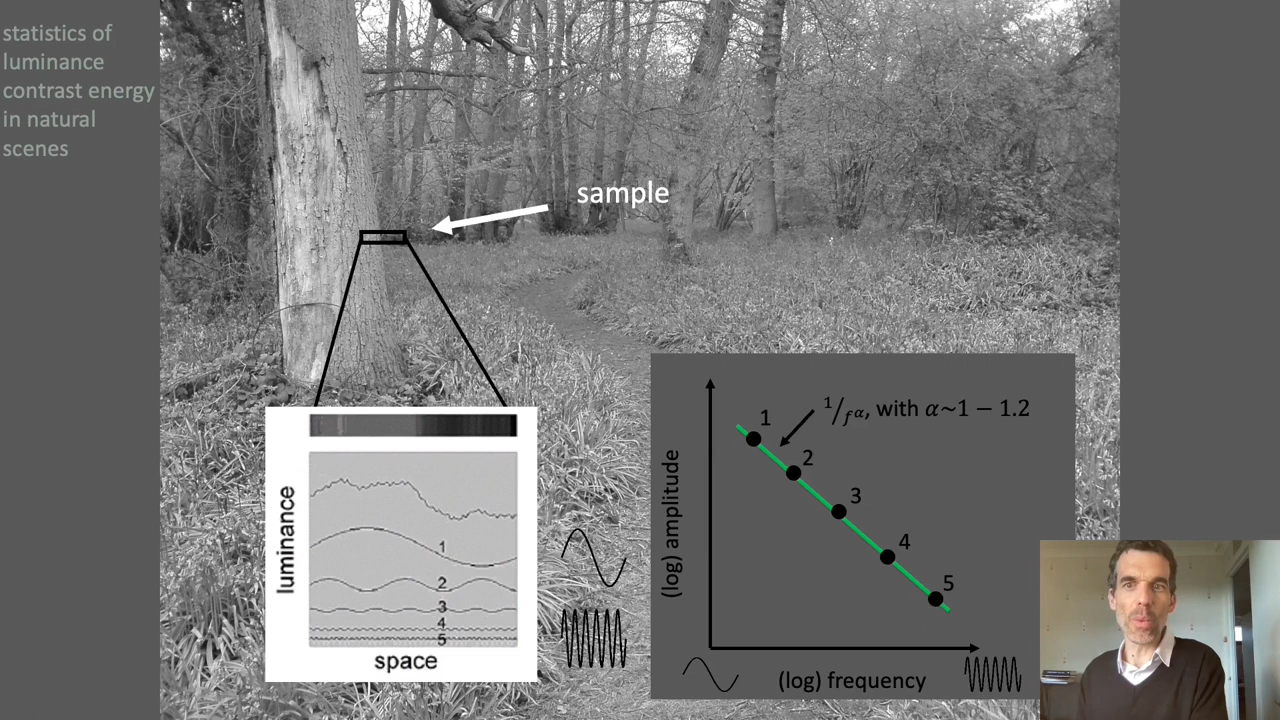 statistics of
luminance
contrast energy
in natural
scenes
sample
luminance
1
2
3
4
5
space
(log) amplitude
1/f^α, with α~1 − 1.2
1
2
3
4
5
(log) frequency